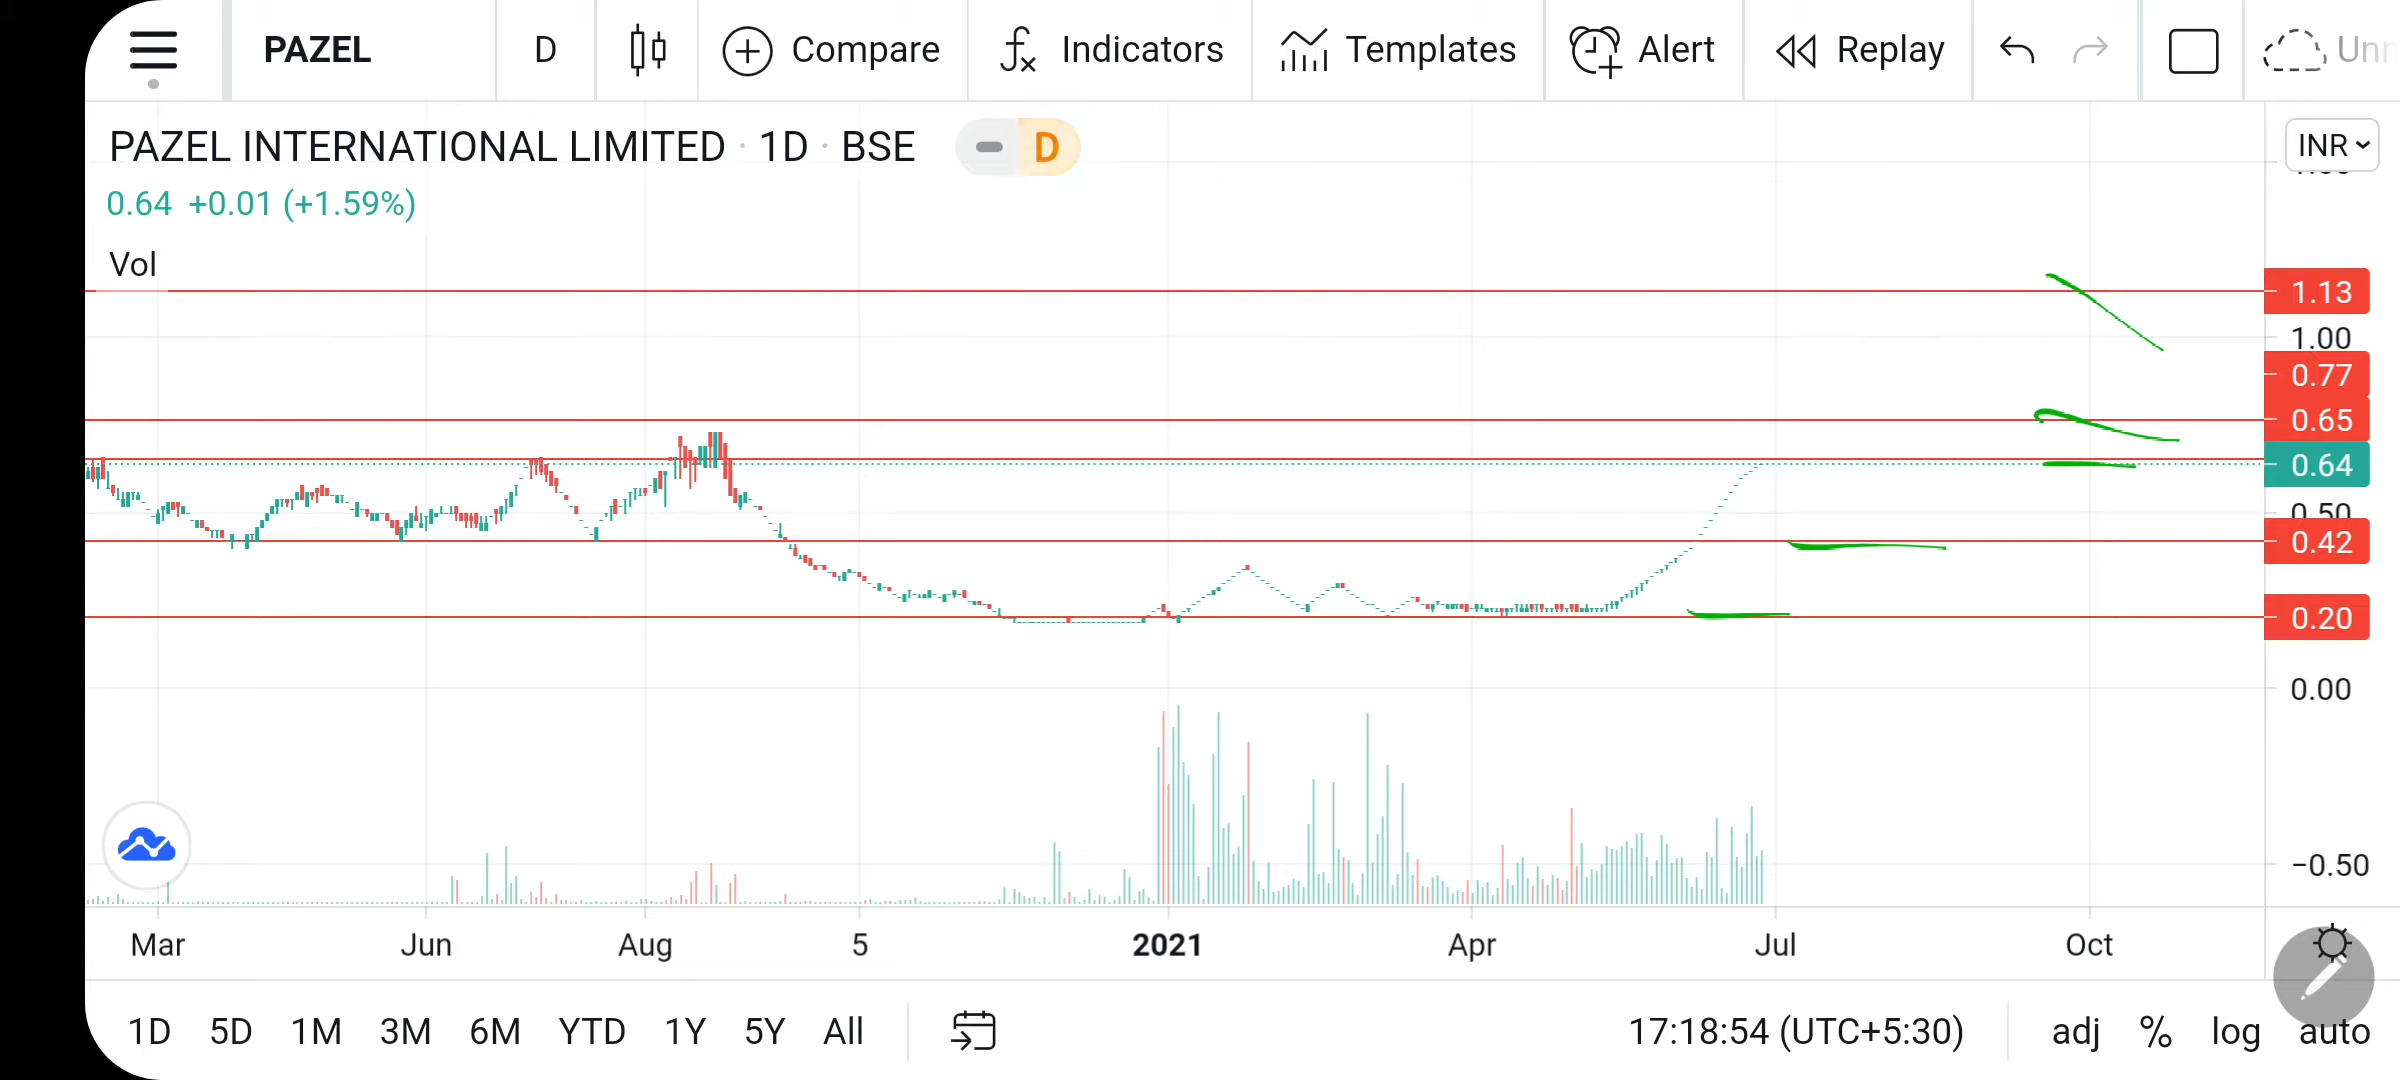 PAZEL D Compare Indicators Templates Alert Replay
PAZEL INTERNATIONAL LIMITED · 1D · BSE D INR
0.64 +0.01 (+1.59%)
Vol
1.13
1.00
0.77
0.65
0.64
0.50
0.42
0.20
0.00
−0.50
Mar Jun Aug 5 2021 Apr Jul Oct
1D 5D 1M 3M 6M YTD 1Y 5Y All 17:18:54 (UTC+5:30) adj % log auto